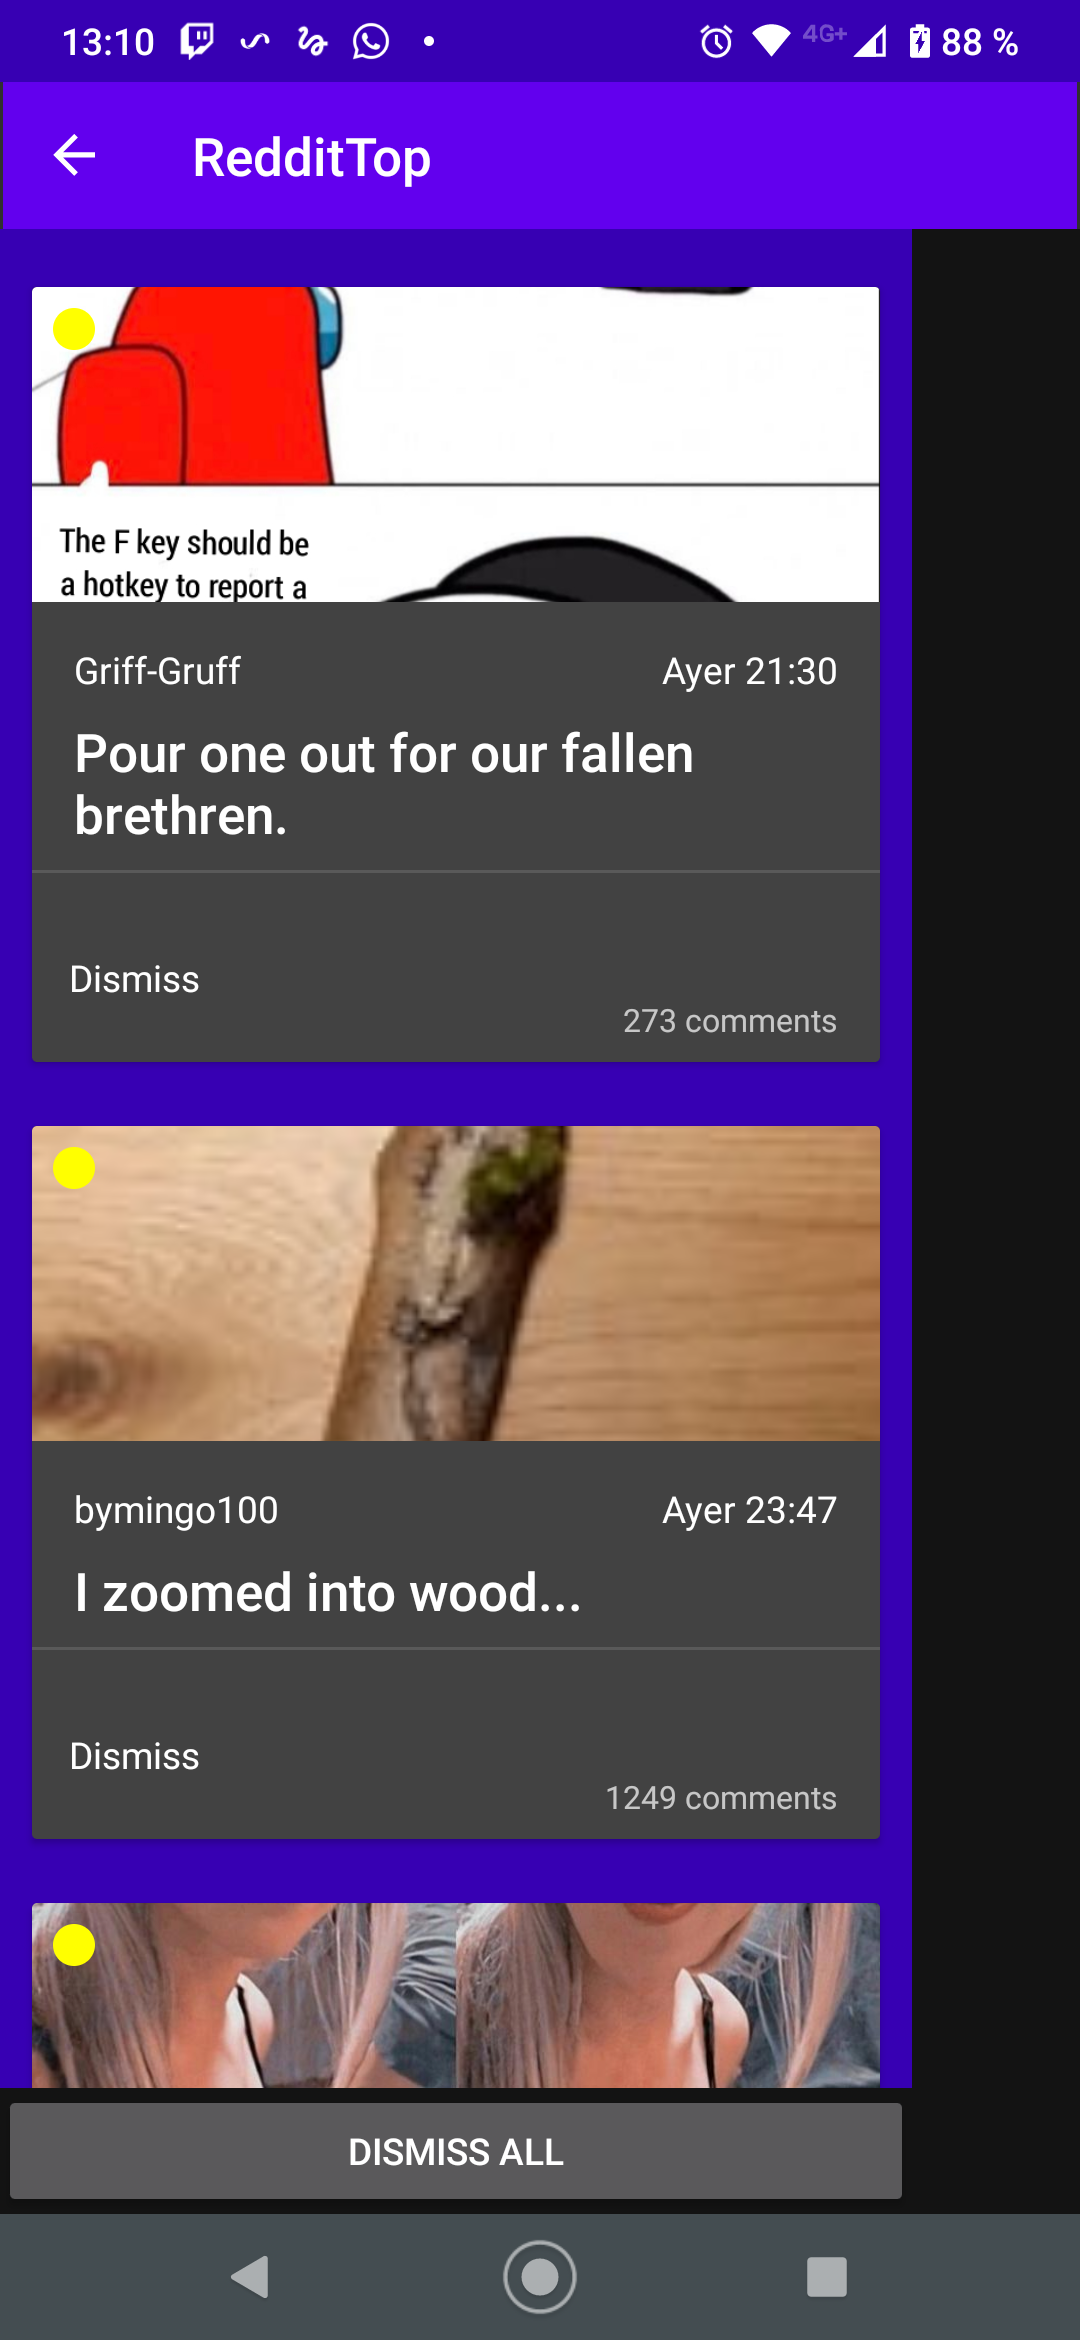 13:10
4G+
88 %
RedditTop
The F key should be
a hotkey to report a
Griff-Gruff
Ayer 21:30
Pour one out for our fallen
brethren.
Dismiss
273 comments
bymingo100
Ayer 23:47
I zoomed into wood...
Dismiss
1249 comments
DISMISS ALL